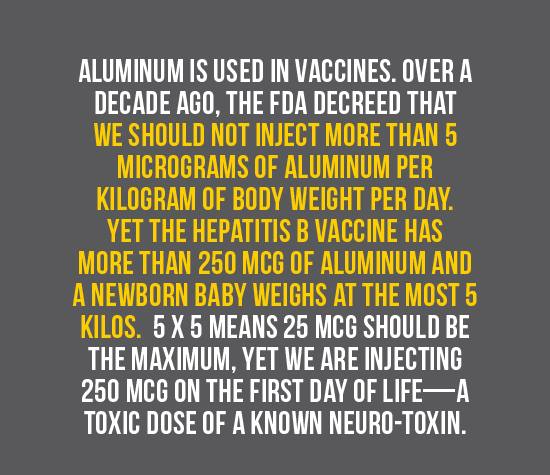 ALUMINUM IS USED IN VACCINES. OVER A
DECADE AGO, THE FDA DECREED THAT
WE SHOULD NOT INJECT MORE THAN 5
MICROGRAMS OF ALUMINUM PER
KILOGRAM OF BODY WEIGHT PER DAY.
YET THE HEPATITIS B VACCINE HAS
MORE THAN 250 MCG OF ALUMINUM AND
A NEWBORN BABY WEIGHS AT THE MOST 5
KILOS. 5 X 5 MEANS 25 MCG SHOULD BE
THE MAXIMUM, YET WE ARE INJECTING
250 MCG ON THE FIRST DAY OF LIFE—A
TOXIC DOSE OF A KNOWN NEURO-TOXIN.